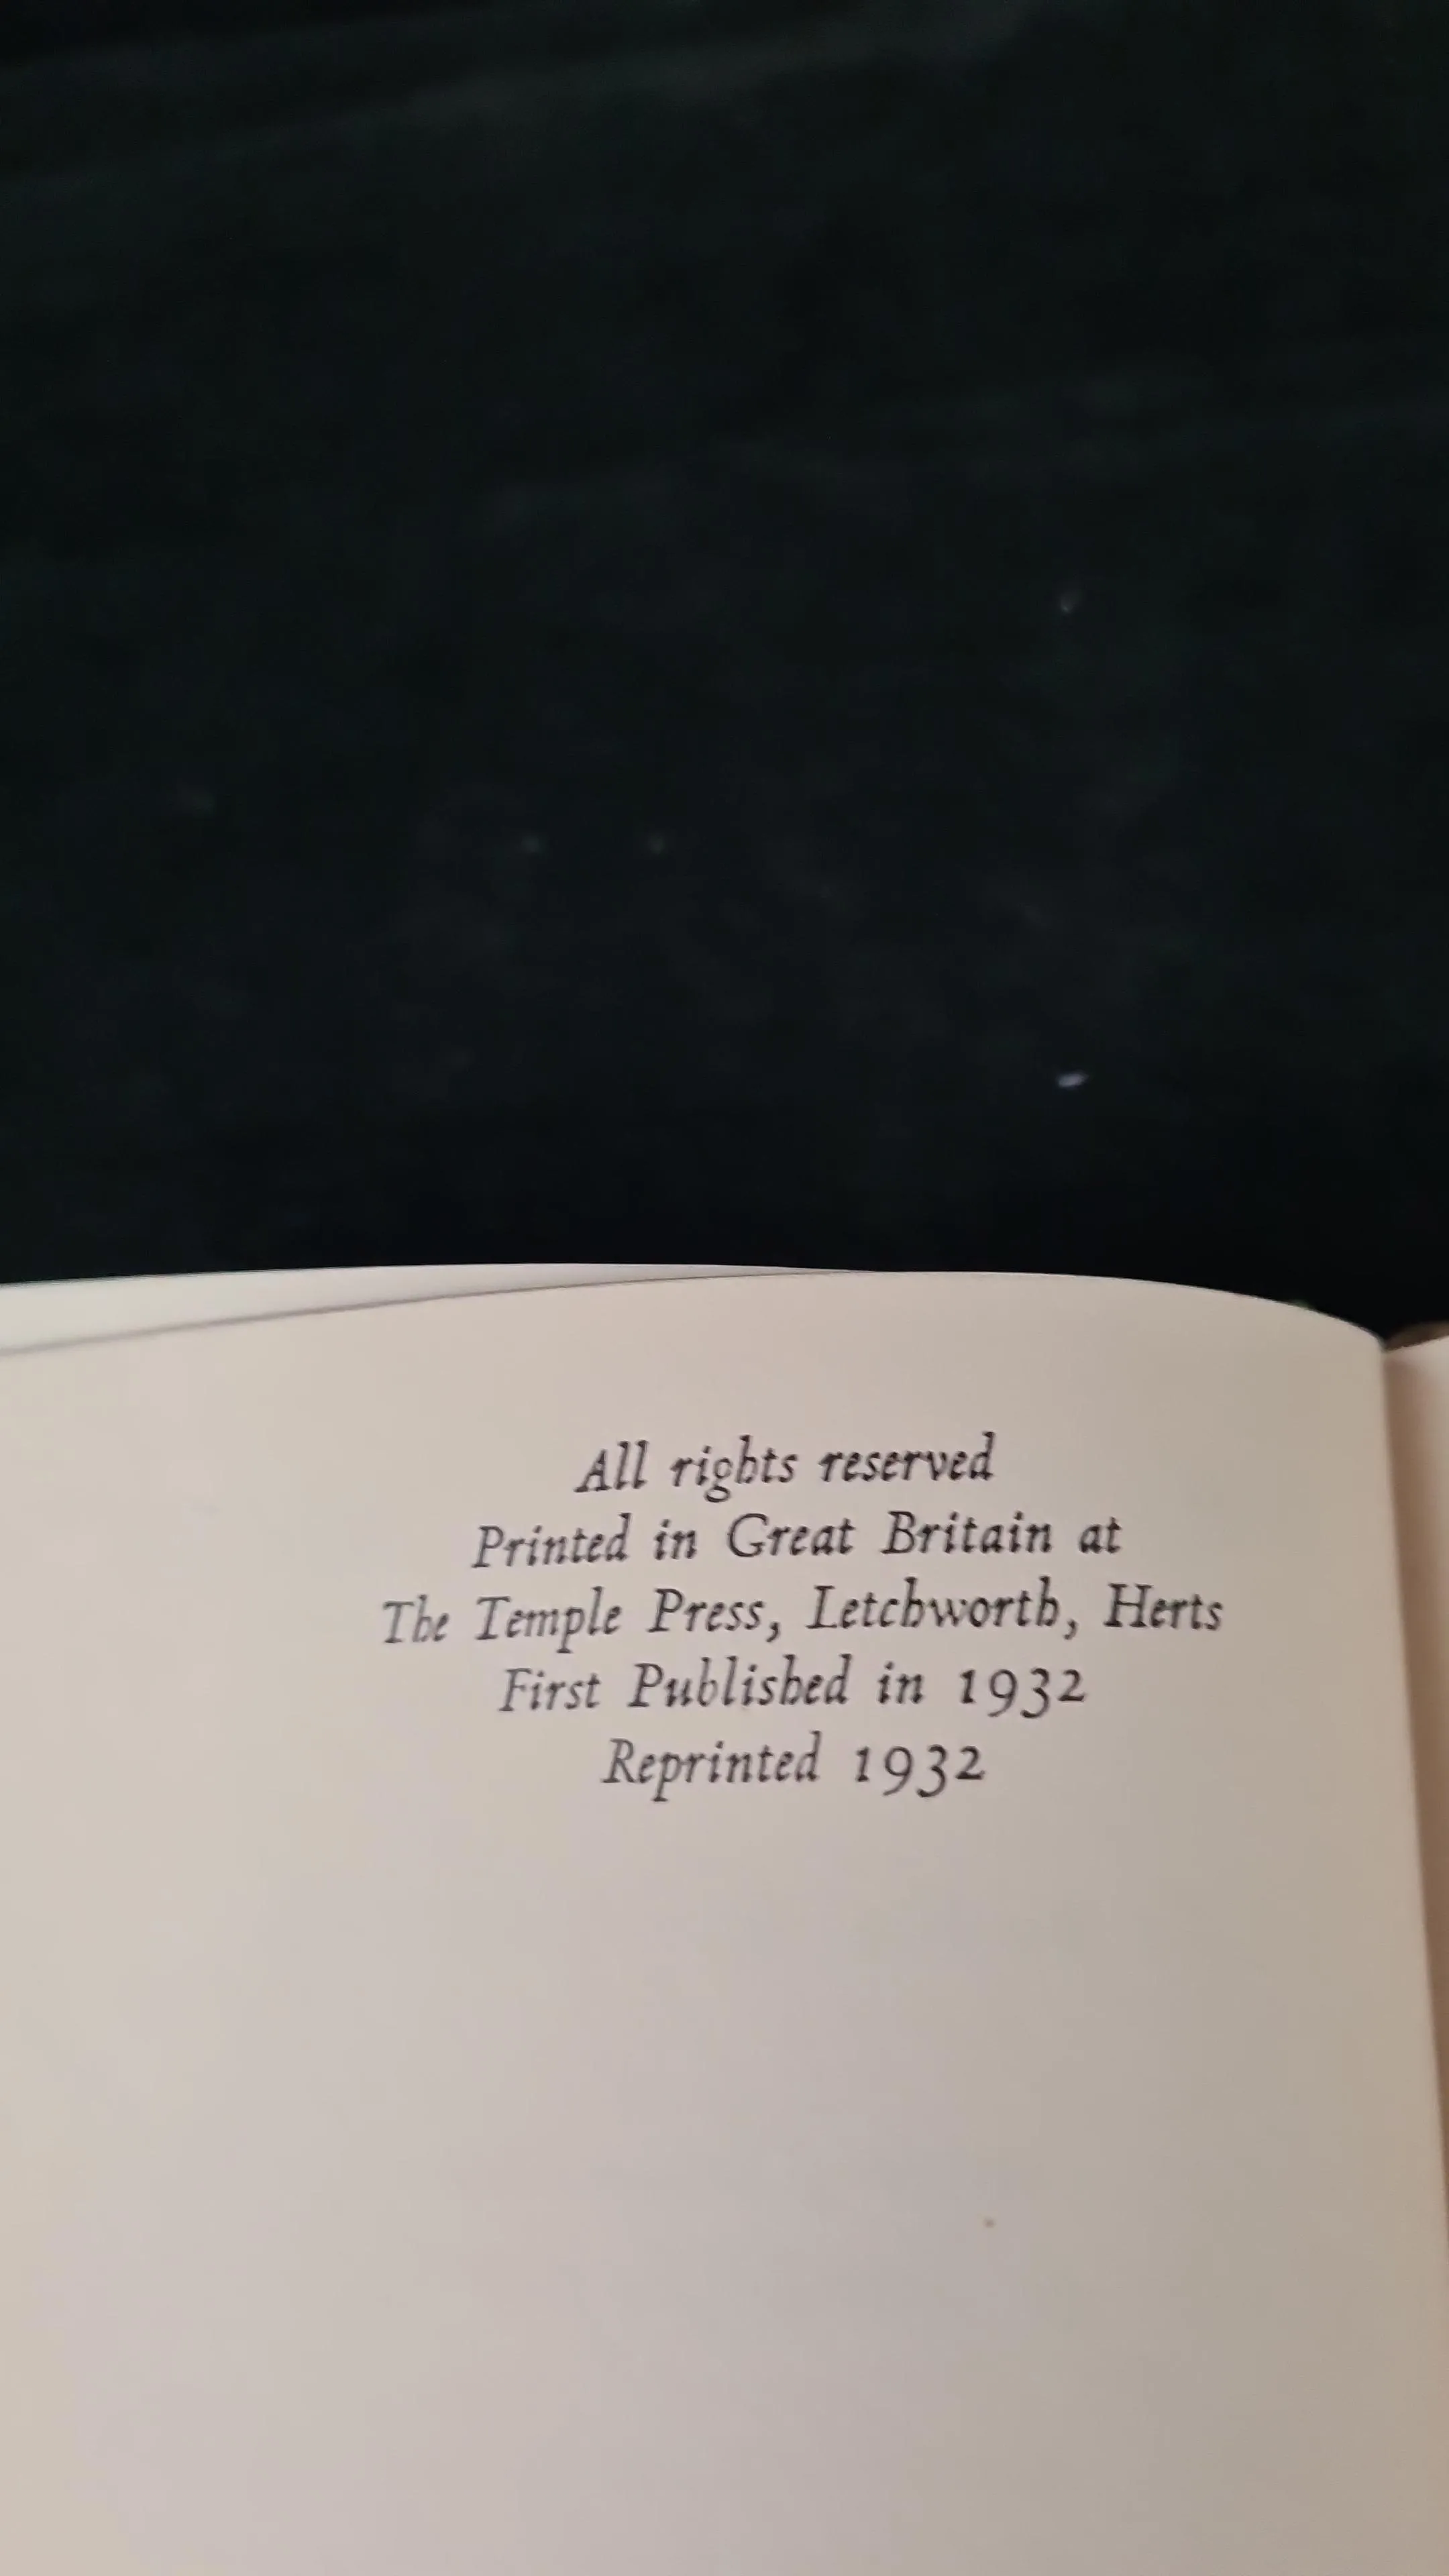 All rights reserved
Printed in Great Britain at
The Temple Press, Letchworth, Herts
First Published in 1932
Reprinted 1932